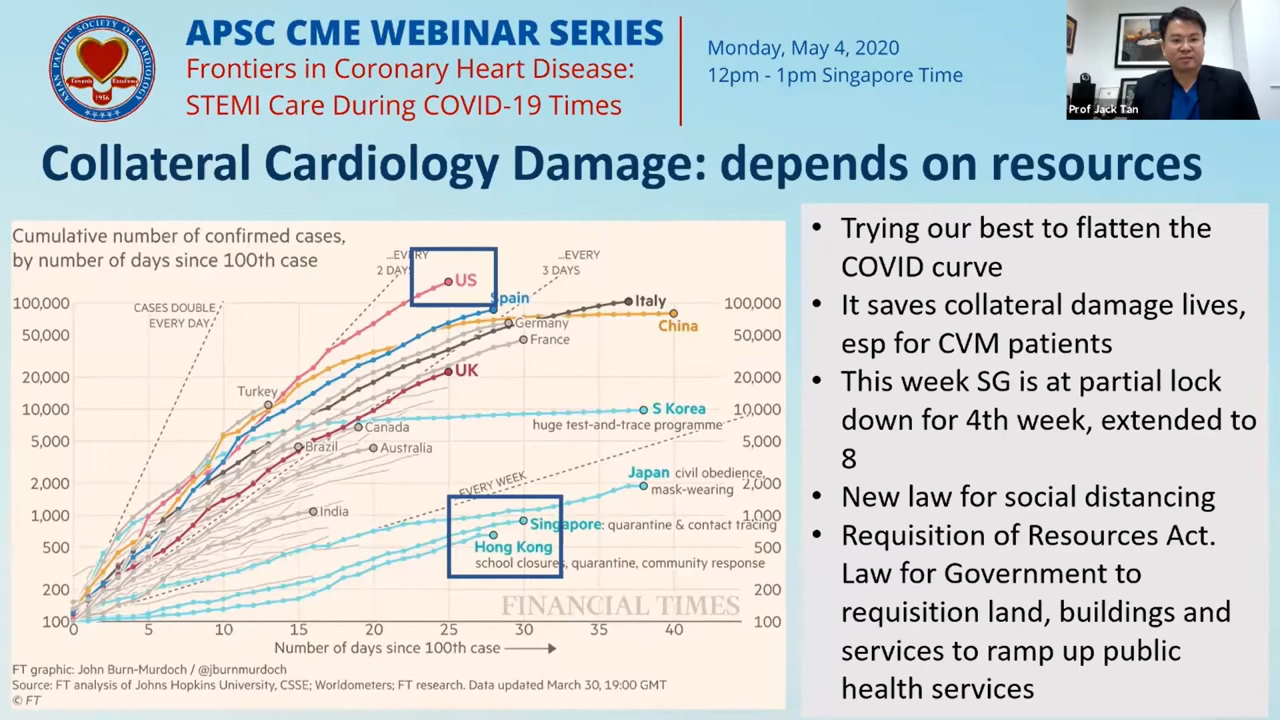 ASIAN PACIFIC SOCIETY OF CARDIOLOGY
Towards Excellence
1956
APSC CME WEBINAR SERIES
Frontiers in Coronary Heart Disease:
STEMI Care During COVID-19 Times
Monday, May 4, 2020
12pm - 1pm Singapore Time
Prof Jack Tan
Collateral Cardiology Damage: depends on resources
Cumulative number of confirmed cases,
by number of days since 100th case
CASES DOUBLE
EVERY DAY
...EVERY
2 DAYS
...EVERY
3 DAYS
US
Spain
Italy
China
Germany
France
Turkey
UK
S Korea
huge test-and-trace programme
Canada
Brazil
Australia
EVERY WEEK
Japan civil obedience,
mask-wearing
India
Singapore: quarantine & contact tracing
Hong Kong
school closures, quarantine, community response
100,000
50,000
20,000
10,000
5,000
2,000
1,000
500
200
100
100,000
50,000
20,000
10,000
5,000
2,000
1,000
500
200
100
FINANCIAL TIMES
0 5 10 15 20 25 30 35 40
Number of days since 100th case
FT graphic: John Burn-Murdoch / @jburnmurdoch
Source: FT analysis of Johns Hopkins University, CSSE; Worldometers; FT research. Data updated March 30, 19:00 GMT
© FT
• Trying our best to flatten the
COVID curve
• It saves collateral damage lives,
esp for CVM patients
• This week SG is at partial lock
down for 4th week, extended to
8
• New law for social distancing
• Requisition of Resources Act.
Law for Government to
requisition land, buildings and
services to ramp up public
health services